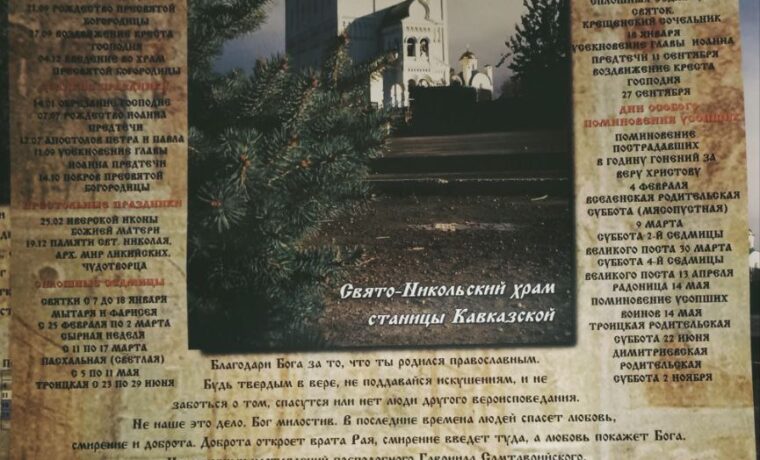 21.09 Рождество Пресвятой
Богородицы
27.09 Воздвижение Креста
Господня
04.12 Введение во храм
Пресвятой Богородицы
праздники
14.01 Обрезание Господне
07.07 Рождество Иоанна
Предтечи
12.07 Апостолов Петра и Павла
11.09 Усекновение главы
Иоанна Предтечи
14.10 Покров Пресвятой
Богородицы
Престольные праздники
25.02 Иверской иконы
Божией Матери
19.12 Памяти свт. Николая,
арх. Мир Ликийских,
чудотворца
Сплошные седмицы
Святки с 7 до 18 января
Мытаря и фарисея
с 25 февраля по 2 марта
Сырная неделя
с 11 по 17 марта
Пасхальная (Светлая)
с 5 по 11 мая
Троицкая с 23 по 29 июня
Свято-Никольский храм
станицы Кавказской
святок,
Крещенский сочельник
18 января
Усекновение главы Иоанна
Предтечи 11 сентября
Воздвижение Креста
Господня
27 сентября
Дни особого
поминовения усопших
Поминовение
пострадавших
в годину гонений за
веру Христову
4 февраля
Вселенская родительская
суббота (мясопустная)
9 марта
Суббота 2-й седмицы
Великого поста 30 марта
Суббота 4-й седмицы
Великого поста 13 апреля
Радоница 14 мая
Поминовение усопших
воинов 14 мая
Троицкая родительская
суббота 22 июня
Димитриевская
родительская
суббота 2 ноября
Благодари Бога за то, что ты родился православным.
Будь твердым в вере, не поддавайся искушениям, и не
заботься о том, спасутся или нет люди другого вероисповедания.
Не наше это дело. Бог милостив. В последние времена людей спасет любовь,
смирение и доброта. Доброта откроет врата Рая, смирение введет туда, а любовь покажет Бога.
преподобного Гавриила Самтаврийского.